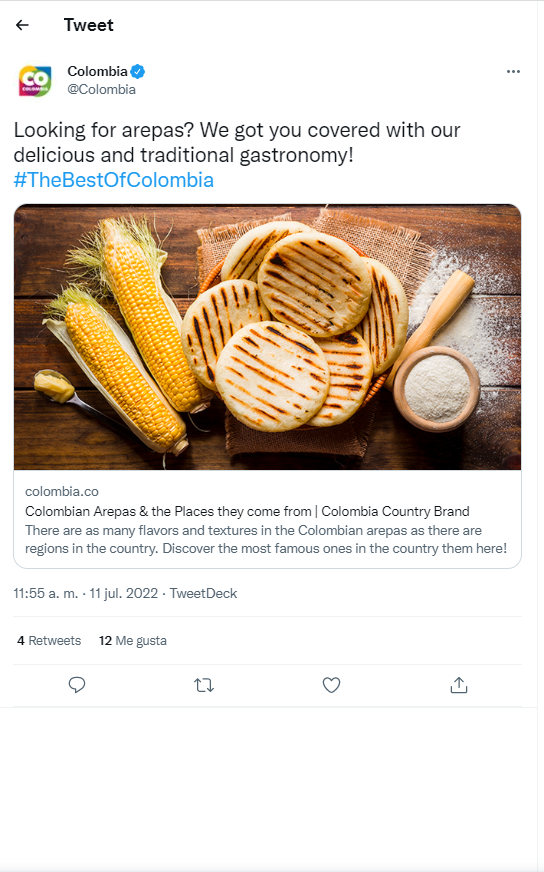 Tweet
CO
COLOMBIA
Colombia
@Colombia
Looking for arepas? We got you covered with our
delicious and traditional gastronomy!
#TheBestOfColombia
colombia.co
Colombian Arepas & the Places they come from | Colombia Country Brand
There are as many flavors and textures in the Colombian arepas as there are
regions in the country. Discover the most famous ones in the country them here!
11:55 a. m. · 11 jul. 2022 · TweetDeck
4 Retweets 12 Me gusta